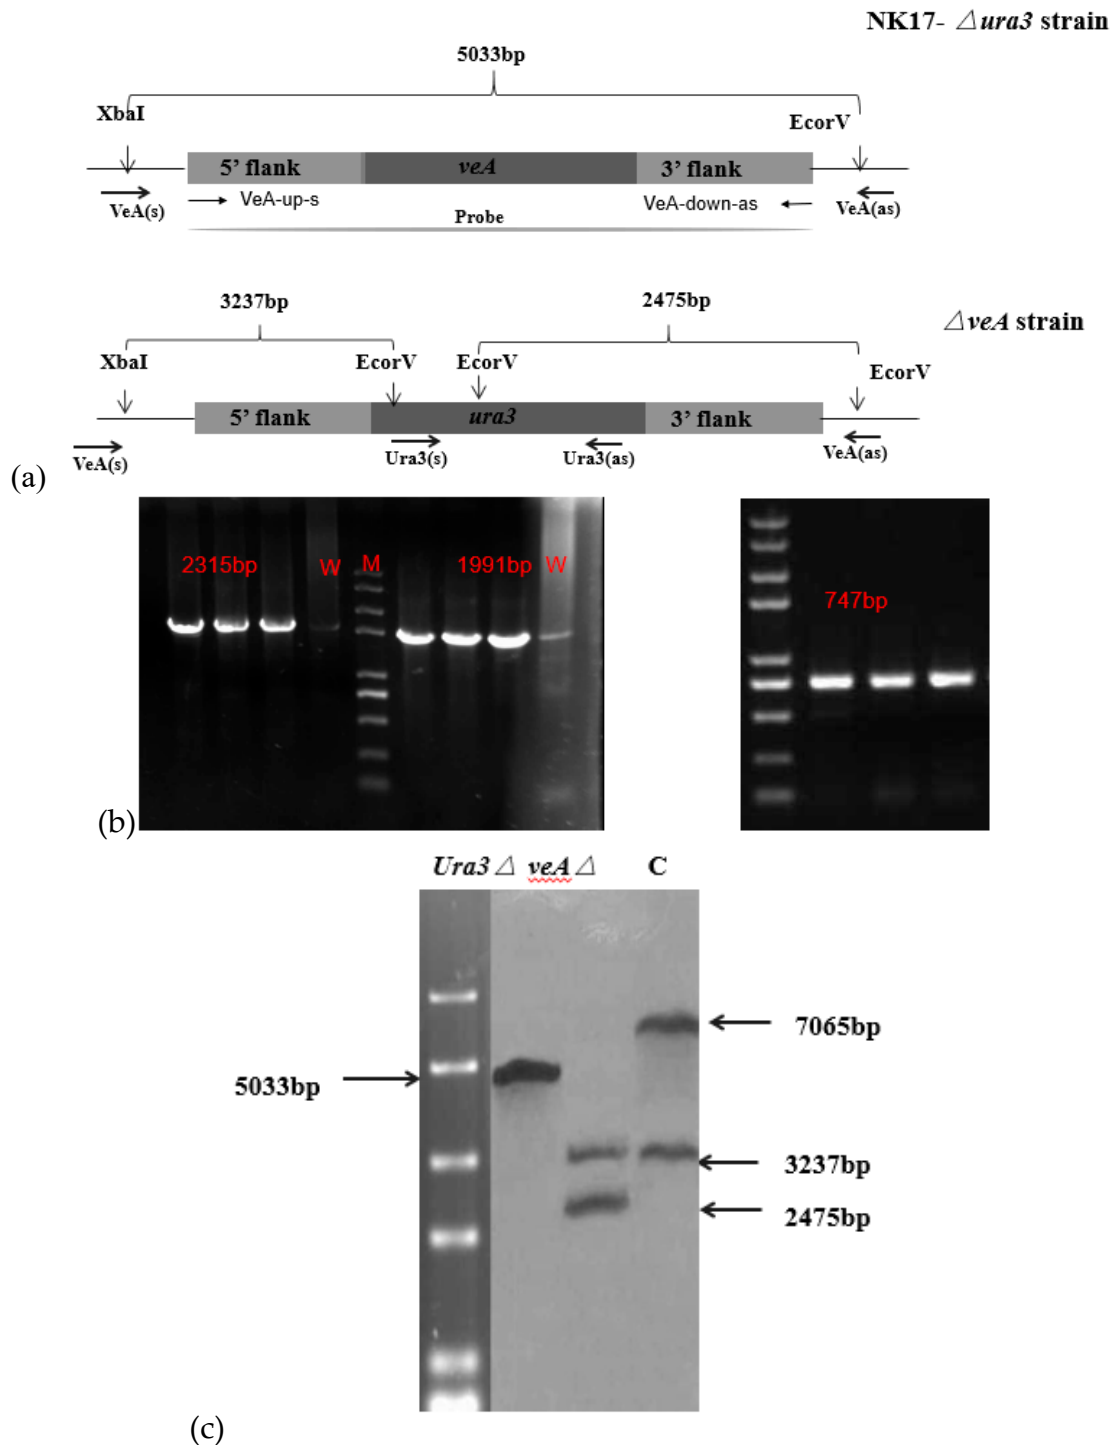 NK17- △ura3 strain
5033bp
XbaI
EcorV
5' flank veA 3' flank
VeA-up-s VeA-down-as
VeA(s) Probe VeA(as)
3237bp 2475bp
△veA strain
XbaI EcorV EcorV EcorV
5' flank ura3 3' flank
VeA(s) Ura3(s) Ura3(as) VeA(as)
(a)
2315bp W M 1991bp W
747bp
(b)
Ura3△ veA△ C
7065bp
5033bp
3237bp
2475bp
(c)